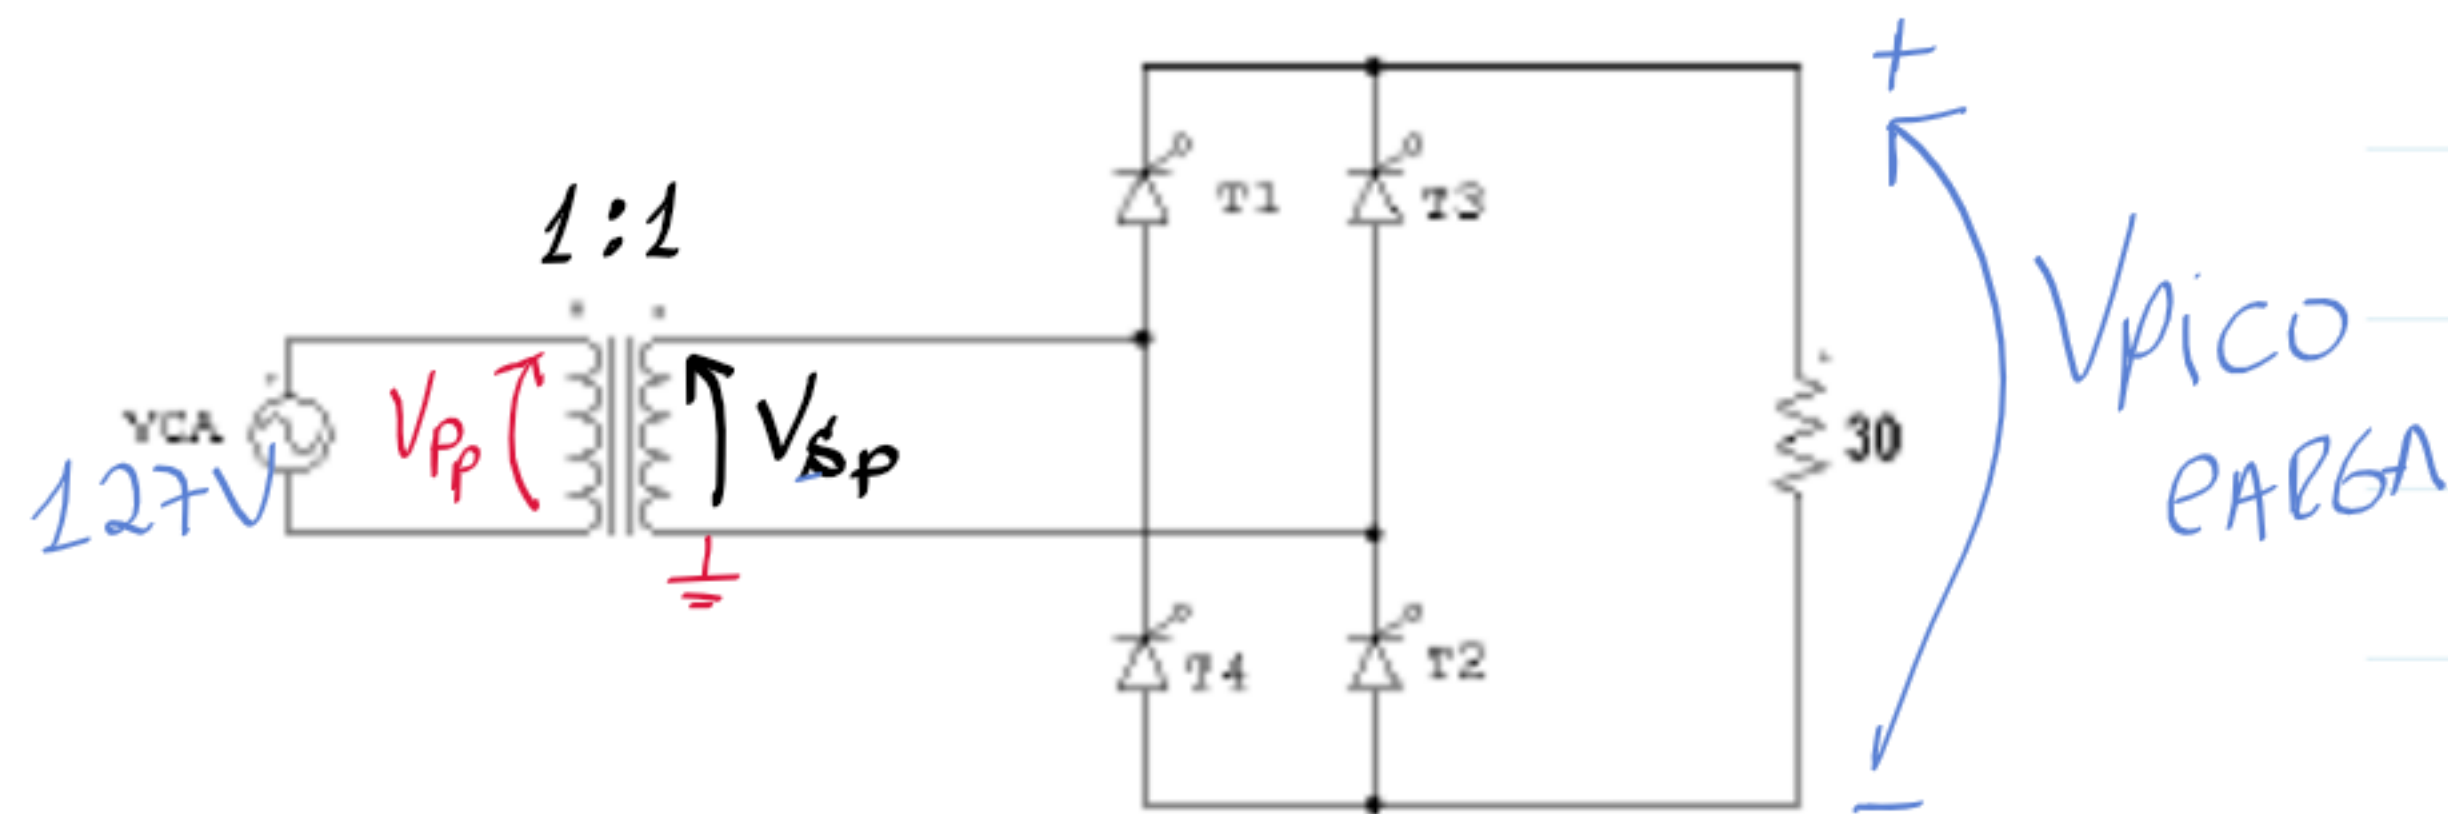 +
1:1
T1
T3
VCA
127V
VPp
VSp
30
Vpico
CARGA
T4
T2
-